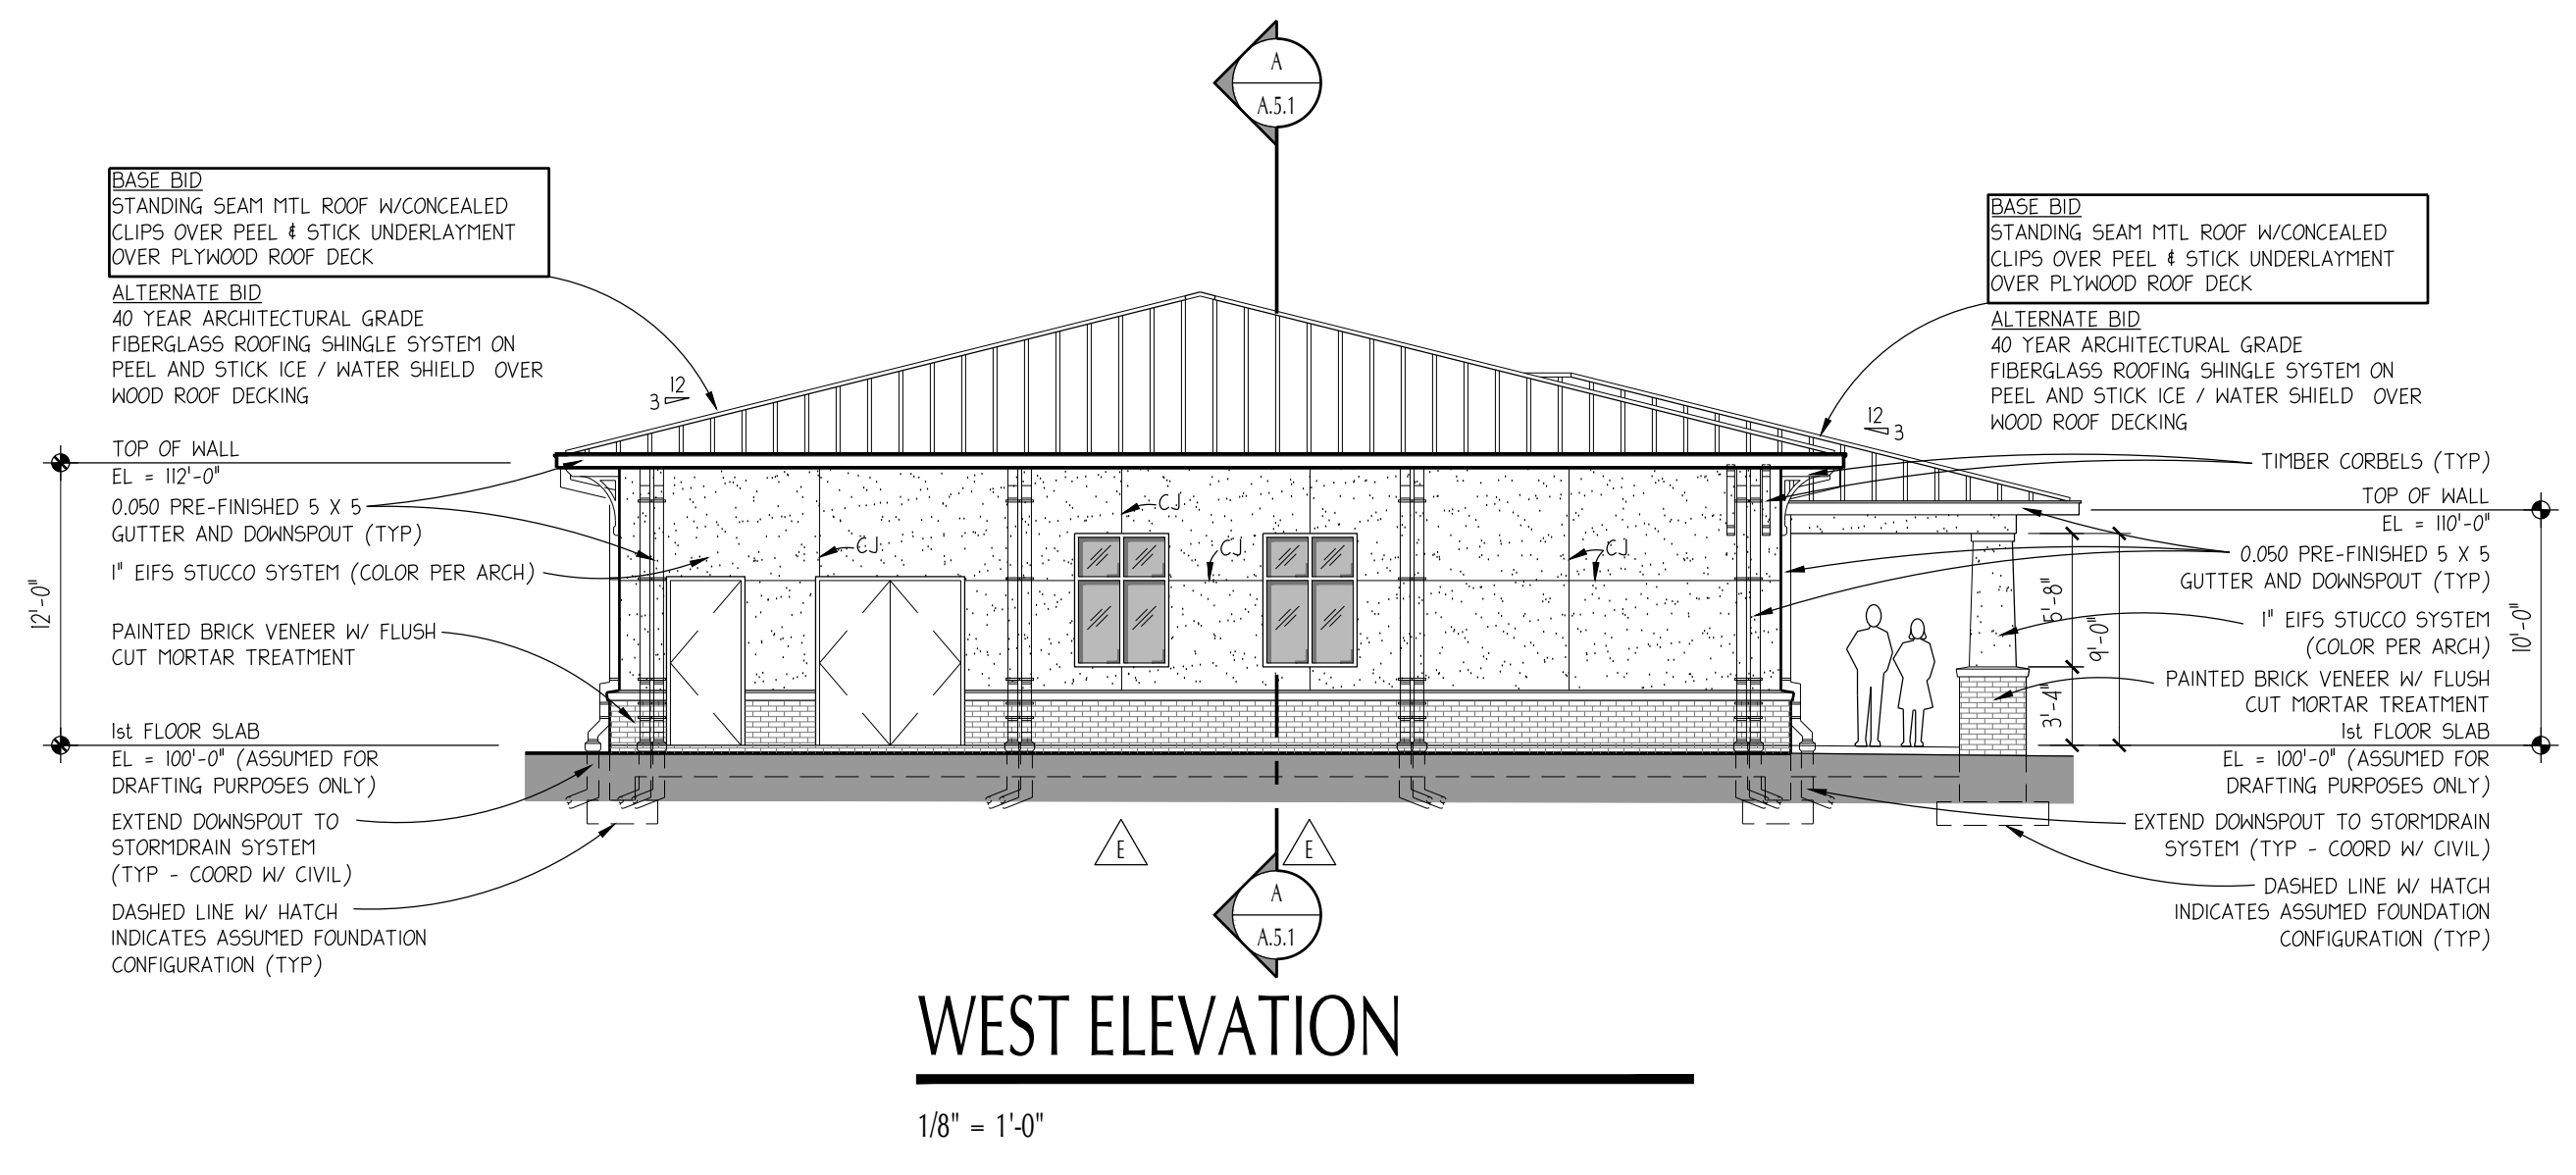 A
A.5.1
BASE BID
STANDING SEAM MTL ROOF W/CONCEALED
CLIPS OVER PEEL & STICK UNDERLAYMENT
OVER PLYWOOD ROOF DECK
ALTERNATE BID
40 YEAR ARCHITECTURAL GRADE
FIBERGLASS ROOFING SHINGLE SYSTEM ON
PEEL AND STICK ICE / WATER SHIELD OVER
WOOD ROOF DECKING
TOP OF WALL
EL = 112'-0"
0.050 PRE-FINISHED 5 X 5
GUTTER AND DOWNSPOUT (TYP)
1" EIFS STUCCO SYSTEM (COLOR PER ARCH)
12'-0"
PAINTED BRICK VENEER W/ FLUSH
CUT MORTAR TREATMENT
1st FLOOR SLAB
EL = 100'-0" (ASSUMED FOR
DRAFTING PURPOSES ONLY)
EXTEND DOWNSPOUT TO
STORMDRAIN SYSTEM
(TYP - COORD W/ CIVIL)
DASHED LINE W/ HATCH
INDICATES ASSUMED FOUNDATION
CONFIGURATION (TYP)
12
3
CJ
CJ
CJ
CJ
E
E
A
A.5.1
12
3
BASE BID
STANDING SEAM MTL ROOF W/CONCEALED
CLIPS OVER PEEL & STICK UNDERLAYMENT
OVER PLYWOOD ROOF DECK
ALTERNATE BID
40 YEAR ARCHITECTURAL GRADE
FIBERGLASS ROOFING SHINGLE SYSTEM ON
PEEL AND STICK ICE / WATER SHIELD OVER
WOOD ROOF DECKING
TIMBER CORBELS (TYP)
TOP OF WALL
EL = 110'-0"
0.050 PRE-FINISHED 5 X 5
GUTTER AND DOWNSPOUT (TYP)
5'-8"
9'-0"
3'-4"
10'-0"
1" EIFS STUCCO SYSTEM
(COLOR PER ARCH)
PAINTED BRICK VENEER W/ FLUSH
CUT MORTAR TREATMENT
1st FLOOR SLAB
EL = 100'-0" (ASSUMED FOR
DRAFTING PURPOSES ONLY)
EXTEND DOWNSPOUT TO STORMDRAIN
SYSTEM (TYP - COORD W/ CIVIL)
DASHED LINE W/ HATCH
INDICATES ASSUMED FOUNDATION
CONFIGURATION (TYP)
WEST ELEVATION
1/8" = 1'-0"